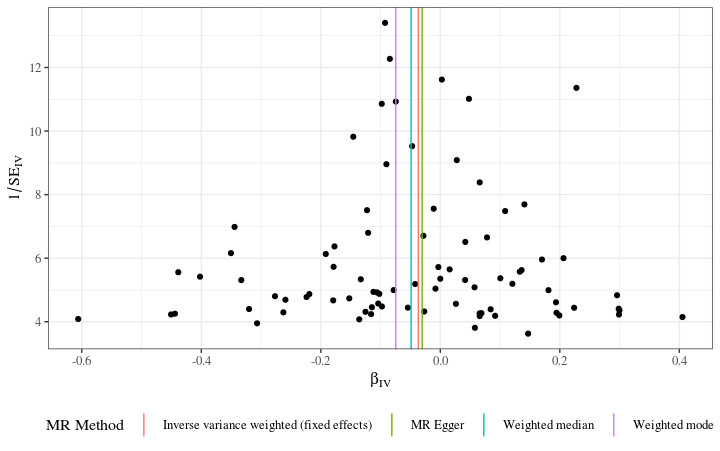 12
10
8
6
4
1/SE_IV
-0.6 -0.4 -0.2 0.0 0.2 0.4
β_IV
MR Method Inverse variance weighted (fixed effects) MR Egger Weighted median Weighted mode